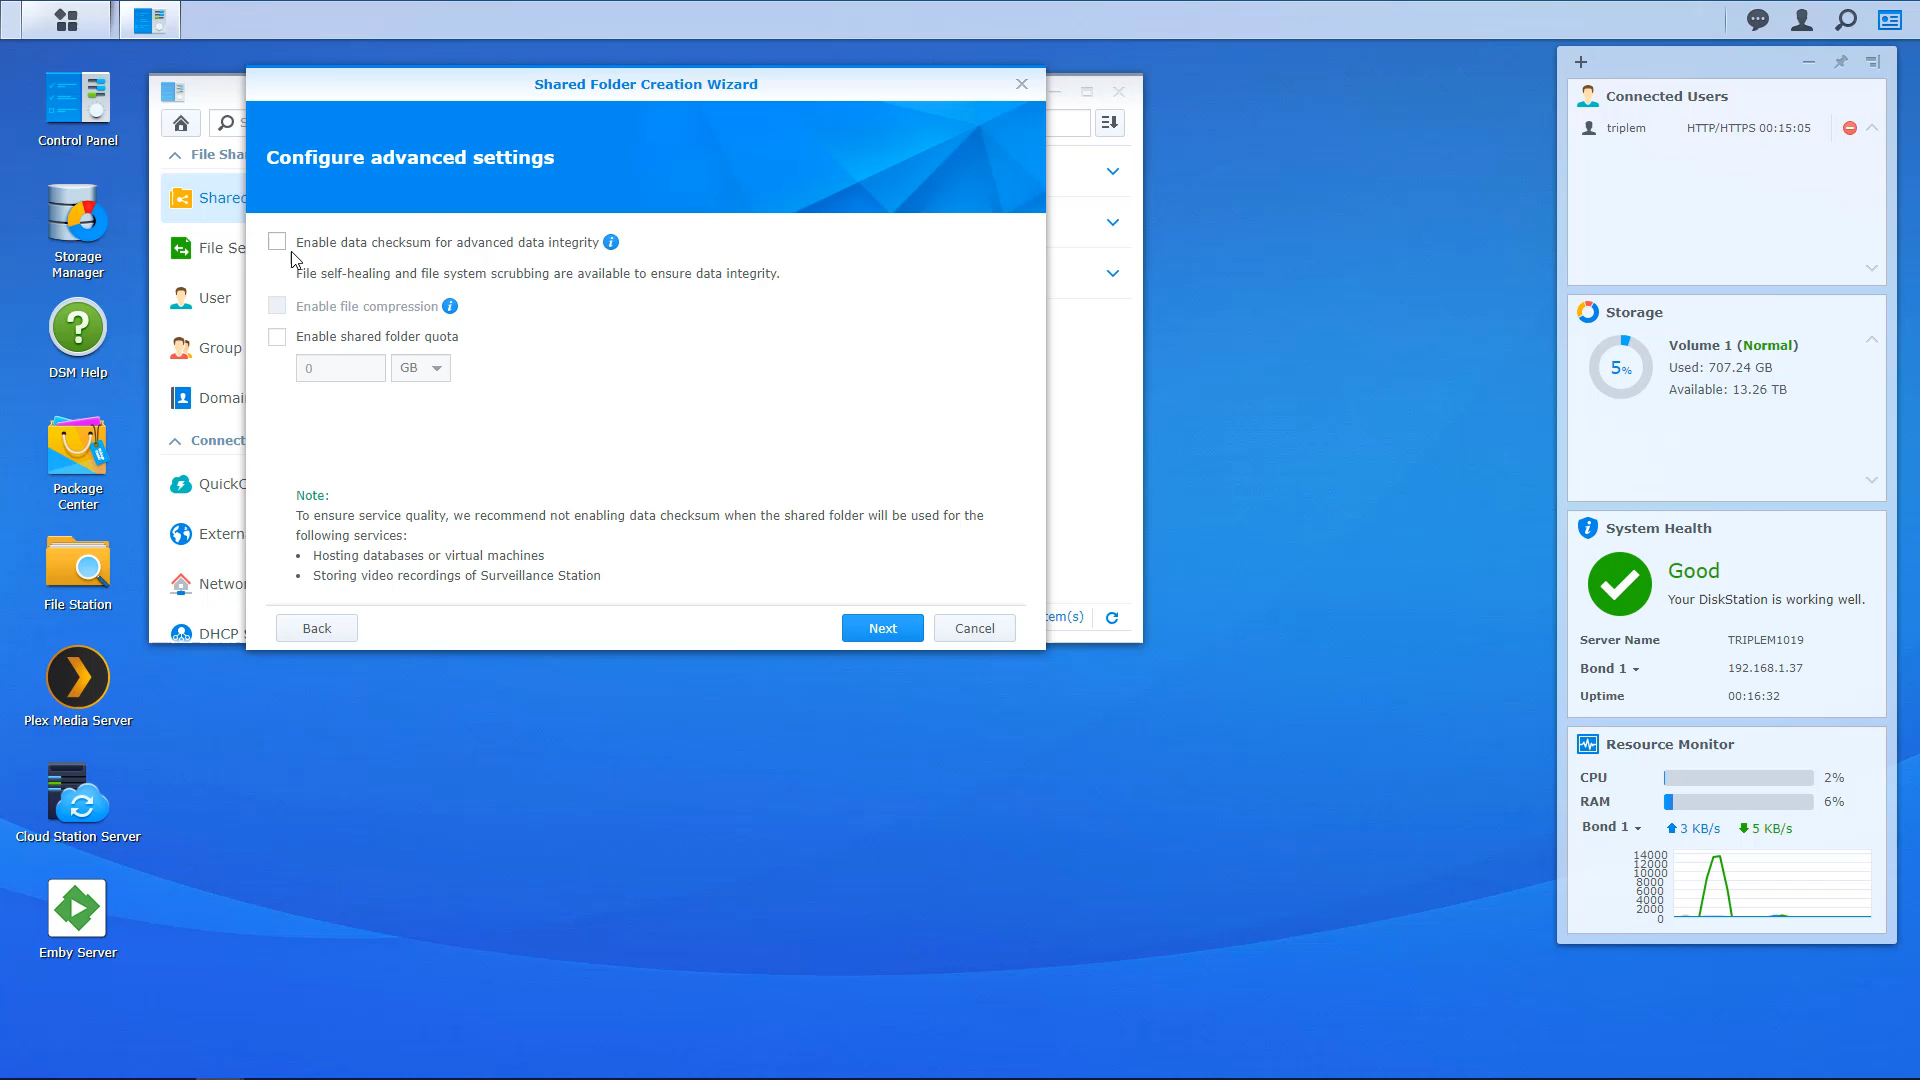 Control Panel
Storage
Manager
DSM Help
Package
Center
File Station
Plex Media Server
Cloud Station Server
Emby Server
File Sha
Shared
File Se
User
Group
Domai
Connect
QuickC
Extern
Netwo
DHCP
Shared Folder Creation Wizard
Configure advanced settings
Enable data checksum for advanced data integrity
File self-healing and file system scrubbing are available to ensure data integrity.
Enable file compression
Enable shared folder quota
0 GB
Note:
To ensure service quality, we recommend not enabling data checksum when the shared folder will be used for the
following services:
• Hosting databases or virtual machines
• Storing video recordings of Surveillance Station
Back Next Cancel
em(s)
Connected Users
triplem HTTP/HTTPS 00:15:05
Storage
5%
Volume 1 (Normal)
Used: 707.24 GB
Available: 13.26 TB
System Health
Good
Your DiskStation is working well.
Server Name TRIPLEM1019
Bond 1 192.168.1.37
Uptime 00:16:32
Resource Monitor
CPU 2%
RAM 6%
Bond 1 3 KB/s 5 KB/s
14000
12000
10000
8000
6000
4000
2000
0